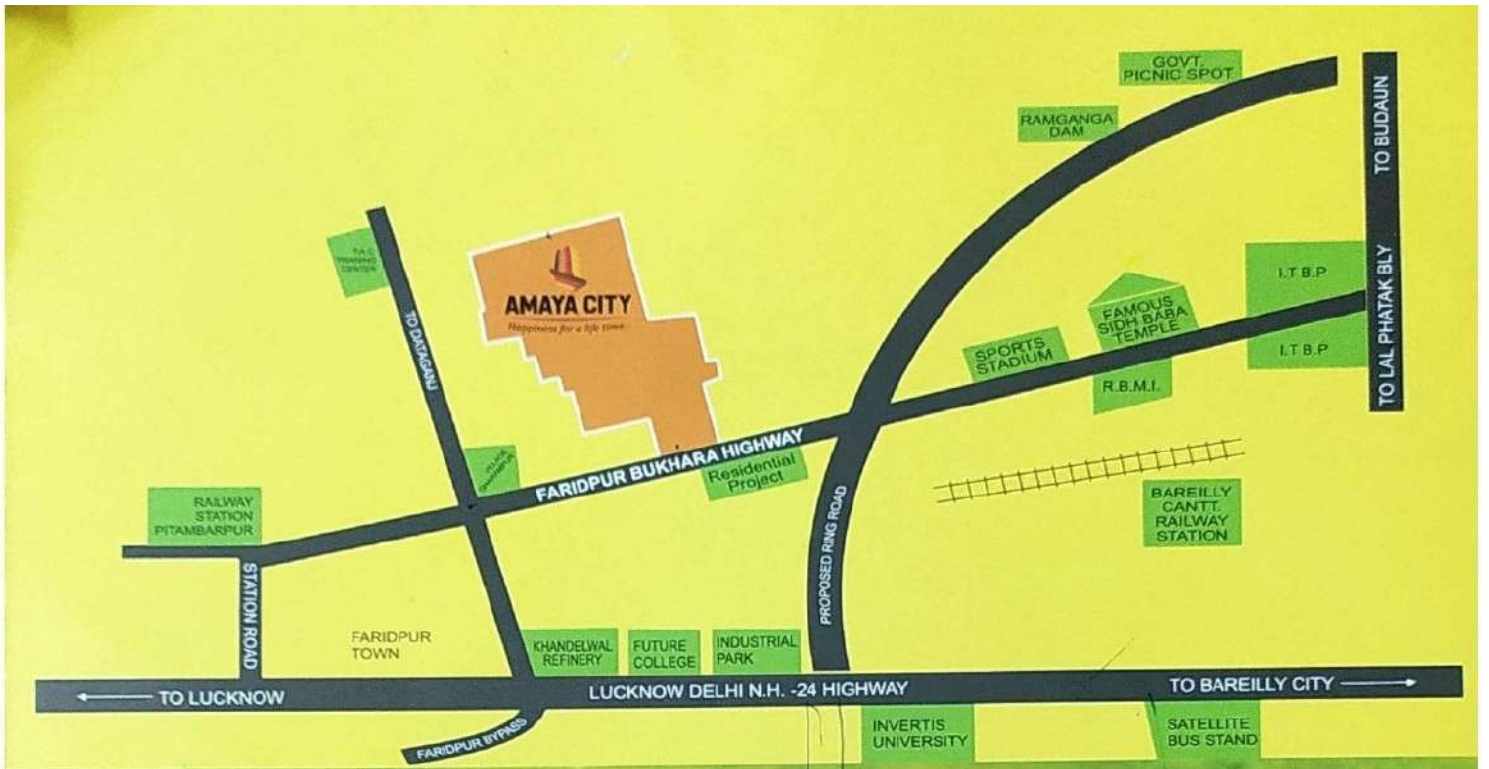 GOVT.
PICNIC SPOT
RAMGANGA
DAM
TO BUDAUN
TO LAL PHATAK BLY
I.T B.P
I.T B.P
FAMOUS
SIDH BABA
TEMPLE
SPORTS
STADIUM
R.B.M.I.
AMAYA CITY
Happiness for a life time
TO DATAGANJ
CENTER
VILLAGE
FARIDPUR BUKHARA HIGHWAY
Residential
Project
RAILWAY
STATION
PITAMBARPUR
STATION ROAD
BAREILLY
CANTT.
RAILWAY
STATION
PROPOSED RING ROAD
FARIDPUR
TOWN
KHANDELWAL
REFINERY
FUTURE
COLLEGE
INDUSTRIAL
PARK
TO LUCKNOW
LUCKNOW DELHI N.H. -24 HIGHWAY
TO BAREILLY CITY
FARIDPUR BYPASS
INVERTIS
UNIVERSITY
SATELLITE
BUS STAND